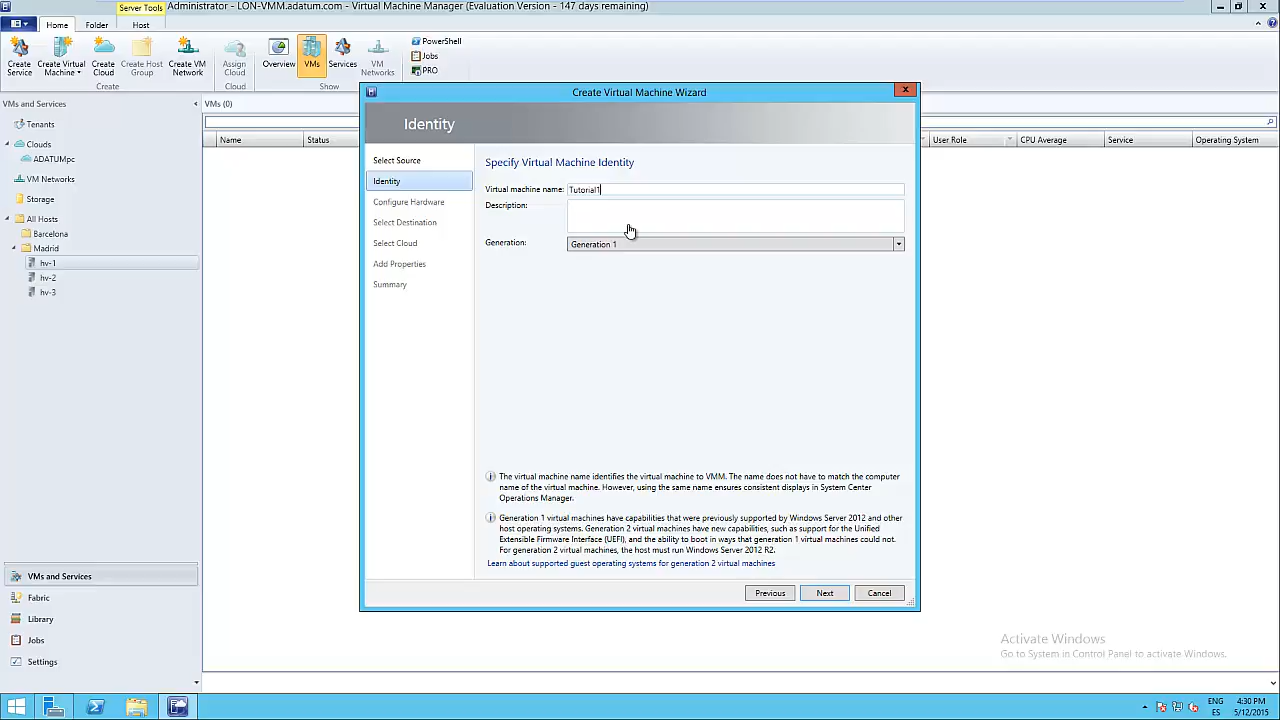 Server Tools
Administrator - LON-VMM.adatum.com - Virtual Machine Manager (Evaluation Version - 147 days remaining)
Home
Folder
Host
Create Service
Create Virtual Machine
Create Cloud
Create Host Group
Create VM Network
Assign Cloud
Overview
VMs
Services
VM Networks
PowerShell
Jobs
PRO
Create
Cloud
Show
VMs and Services
VMs (0)
Tenants
Clouds
ADATUMpc
VM Networks
Storage
All Hosts
Barcelona
Madrid
hv-1
hv-2
hv-3
Name
Status
User Role
CPU Average
Service
Operating System
Create Virtual Machine Wizard
x
Identity
Select Source
Identity
Configure Hardware
Select Destination
Select Cloud
Add Properties
Summary
Specify Virtual Machine Identity
Virtual machine name: Tutorial1
Description:
Generation: Generation 1
The virtual machine name identifies the virtual machine to VMM. The name does not have to match the computer
name of the virtual machine. However, using the same name ensures consistent displays in System Center
Operations Manager.
Generation 1 virtual machines have capabilities that were previously supported by Windows Server 2012 and other
host operating systems. Generation 2 virtual machines have new capabilities, such as support for the Unified
Extensible Firmware Interface (UEFI), and the ability to boot in ways that generation 1 virtual machines could not.
For generation 2 virtual machines, the host must run Windows Server 2012 R2.
Learn about supported guest operating systems for generation 2 virtual machines
Previous
Next
Cancel
VMs and Services
Fabric
Library
Jobs
Settings
Activate Windows
Go to System in Control Panel to activate Windows.
ENG
ES
4:30 PM
5/12/2015